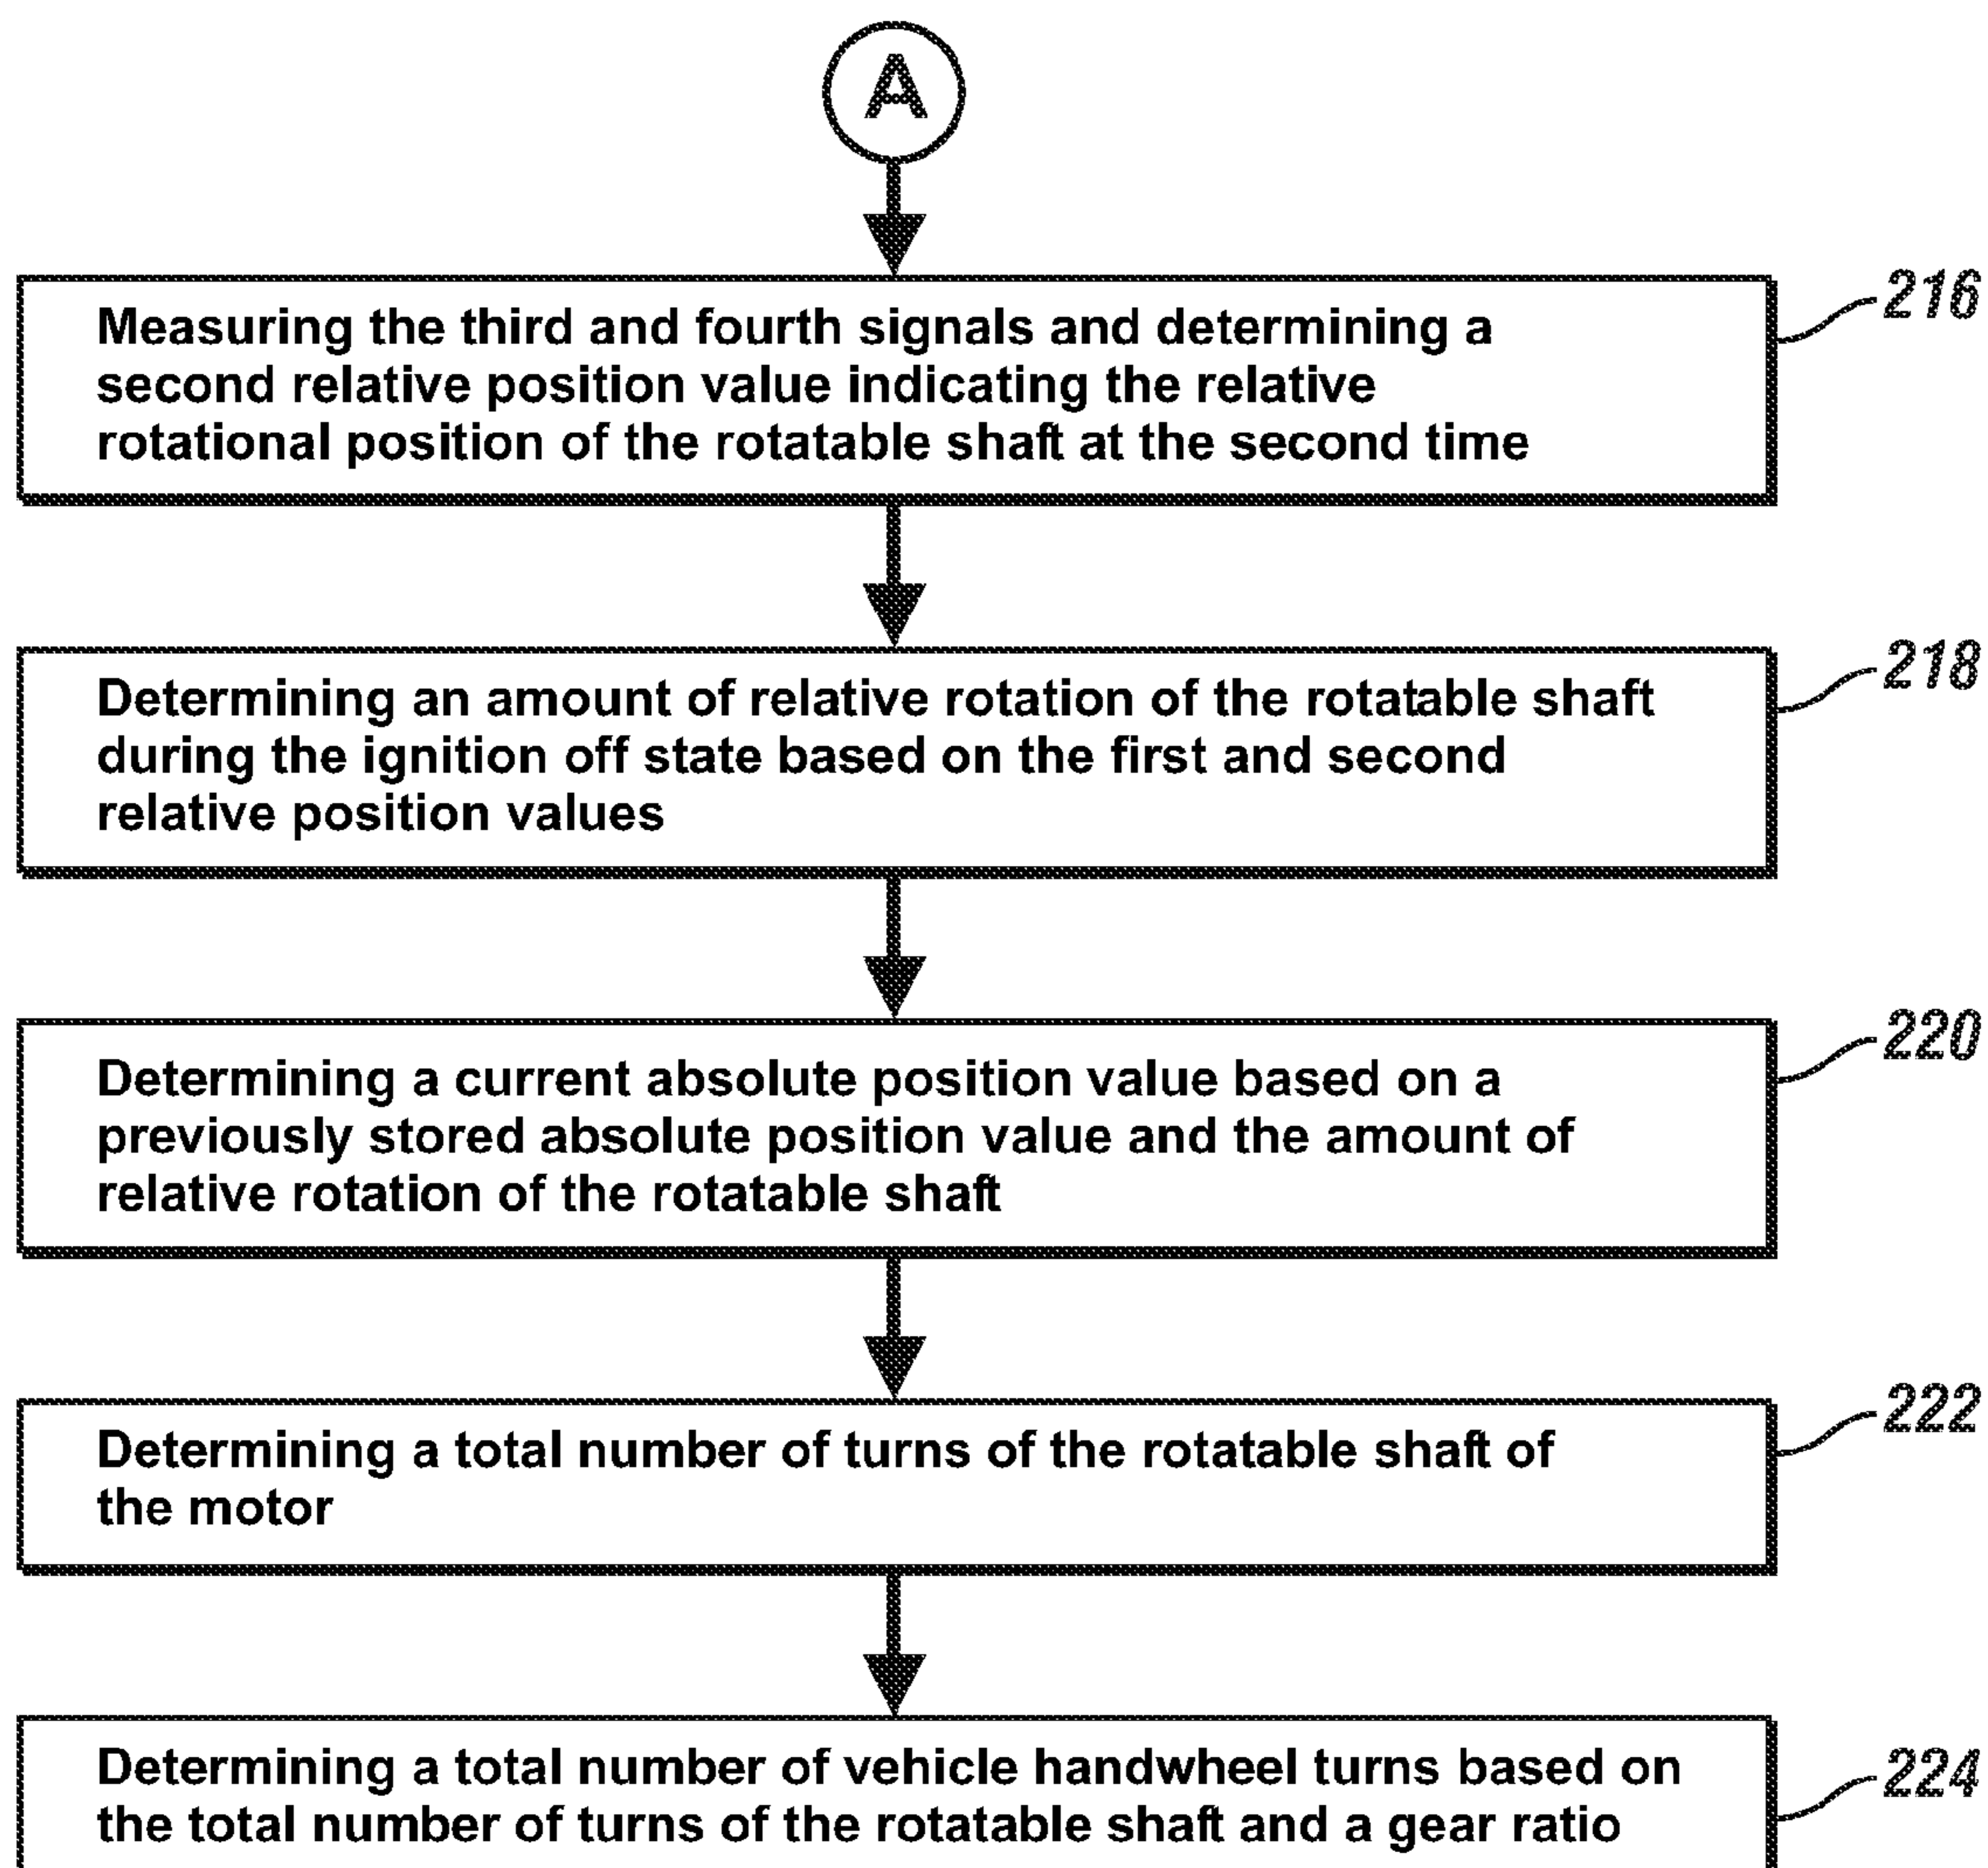 A
Measuring the third and fourth signals and determining a
second relative position value indicating the relative
rotational position of the rotatable shaft at the second time
216
Determining an amount of relative rotation of the rotatable shaft
during the ignition off state based on the first and second
relative position values
218
Determining a current absolute position value based on a
previously stored absolute position value and the amount of
relative rotation of the rotatable shaft
220
Determining a total number of turns of the rotatable shaft of
the motor
222
Determining a total number of vehicle handwheel turns based on
the total number of turns of the rotatable shaft and a gear ratio
224